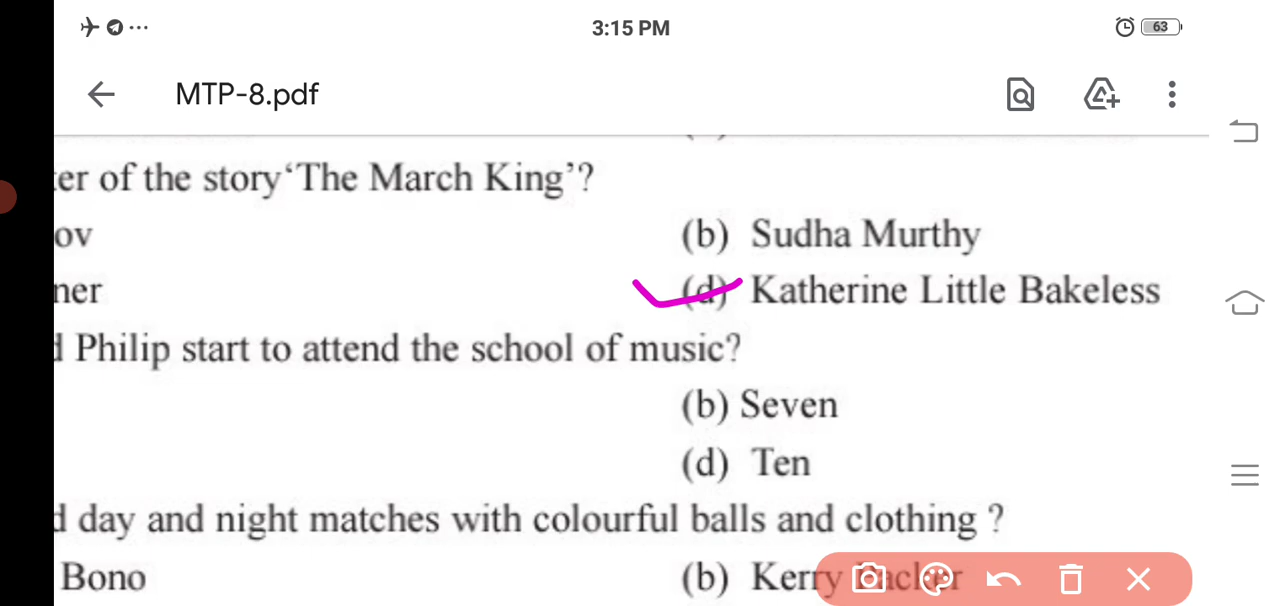 3:15 PM
63
MTP-8.pdf
er of the story 'The March King'?
ov
(b) Sudha Murthy
ner
(d) Katherine Little Bakeless
d Philip start to attend the school of music?
(b) Seven
(d) Ten
d day and night matches with colourful balls and clothing ?
Bono
(b) Kerry Packer